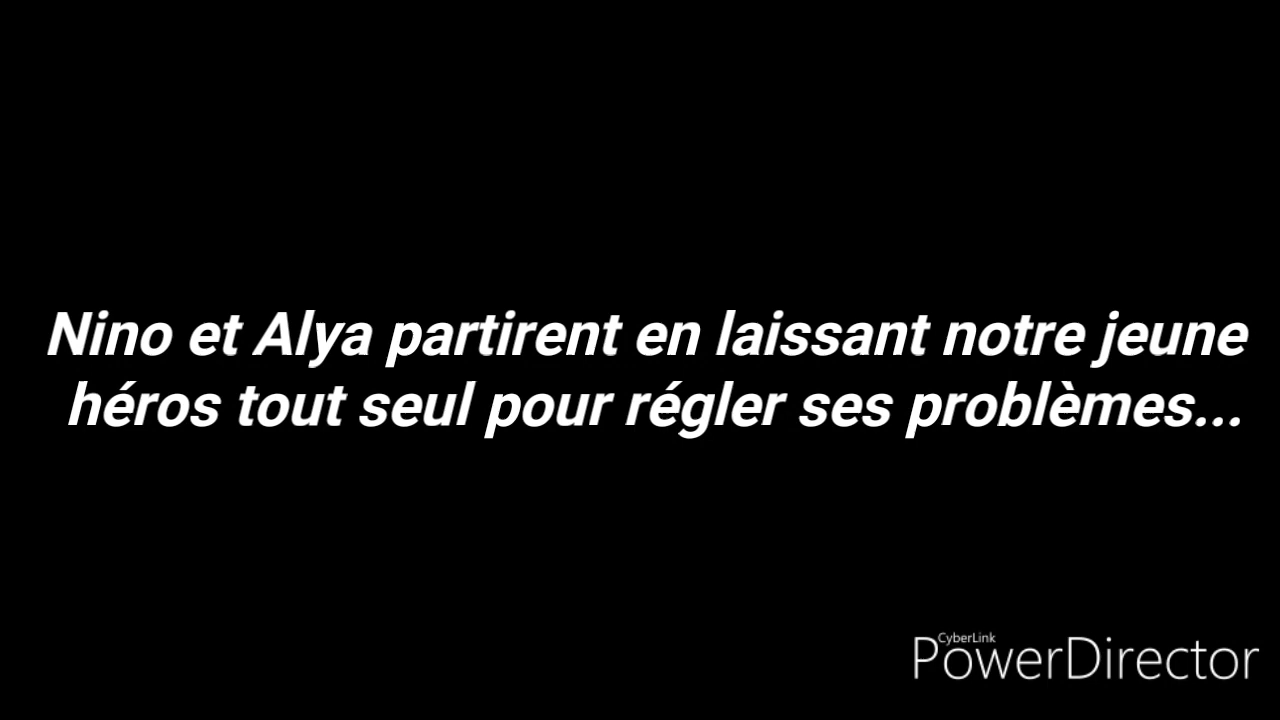 Nino et Alya partirent en laissant notre jeune
héros tout seul pour régler ses problèmes...
CyberLink
PowerDirector